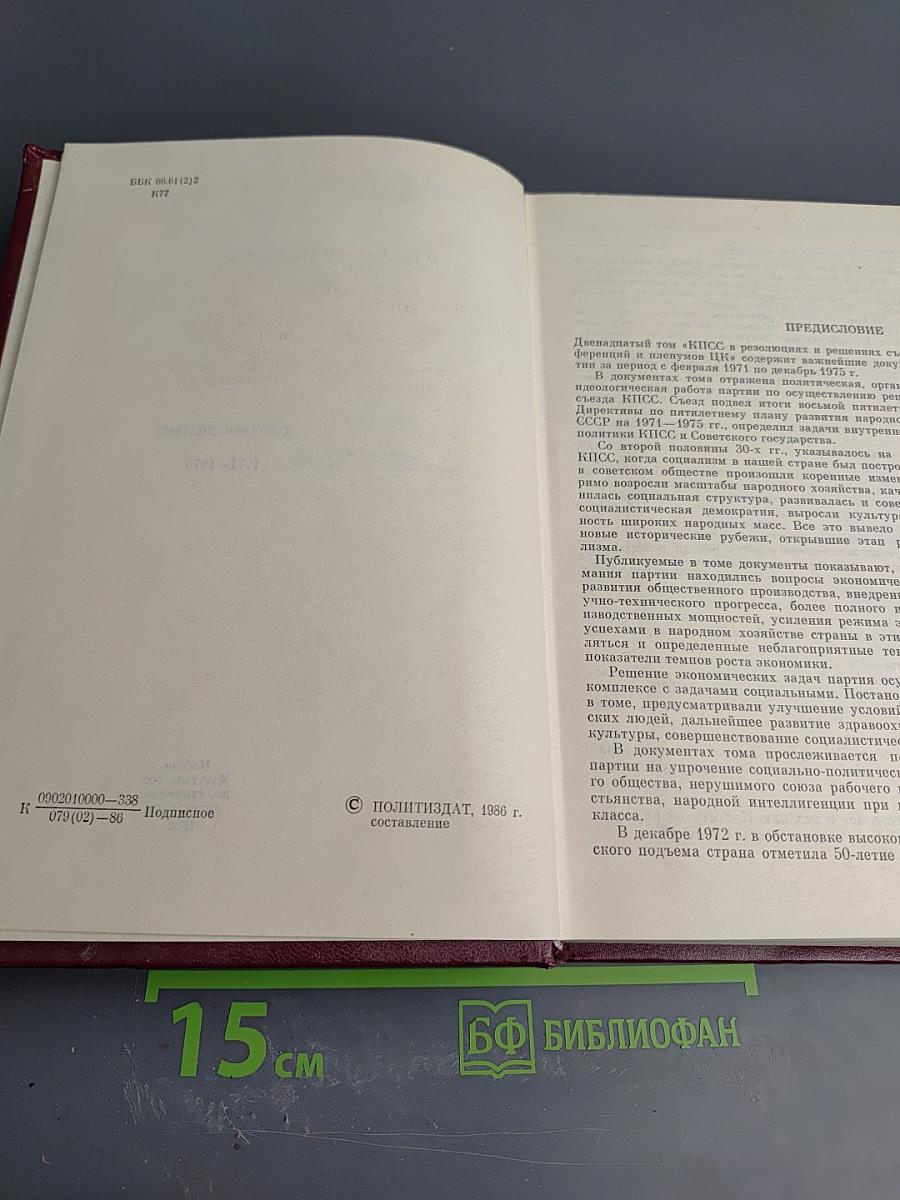 ББК 66.61(2)2
К77
К 0902010000—338
079(02)—86 Подписное
© ПОЛИТИЗДАТ, 1986 г.
составление
ПРЕДИСЛОВИЕ
Двенадцатый том «КПСС в резолюциях и решениях съ
ференций и пленумов ЦК» содержит важнейшие доку
тии за период с февраля 1971 по декабрь 1975 г.
В документах тома отражена политическая, орган
идеологическая работа партии по осуществлению реш
съезда КПСС. Съезд подвел итоги восьмой пятилет
Директивы по пятилетнему плану развития народно
СССР на 1971—1975 гг., определил задачи внутренне
политики КПСС и Советского государства.
Со второй половины 30-х гг., указывалось на
КПСС, когда социализм в нашей стране был постро
в советском обществе произошли коренные измен
римо возросли масштабы народного хозяйства, кач
нилась социальная структура, развивалась и сове
социалистическая демократия, выросли культура
ность широких народных масс. Все это вывело
новые исторические рубежи, открывшие этап р
лизма.
Публикуемые в томе документы показывают,
мания партии находились вопросы экономиче
развития общественного производства, внедрени
учно-технического прогресса, более полного и
изводственных мощностей, усиления режима э
успехами в народном хозяйстве страны в эти
ляться и определенные неблагоприятные тен
показатели темпов роста экономики.
Решение экономических задач партия осу
комплексе с задачами социальными. Постано
в томе, предусматривали улучшение условий
ских людей, дальнейшее развитие здравоохр
культуры, совершенствование социалистичес
В документах тома прослеживается по
партии на упрочение социально-политическ
го общества, нерушимого союза рабочего к
стьянства, народной интеллигенции при в
класса.
В декабре 1972 г. в обстановке высоког
ского подъема страна отметила 50-летие
15 см
БФ БИБЛИОФАН